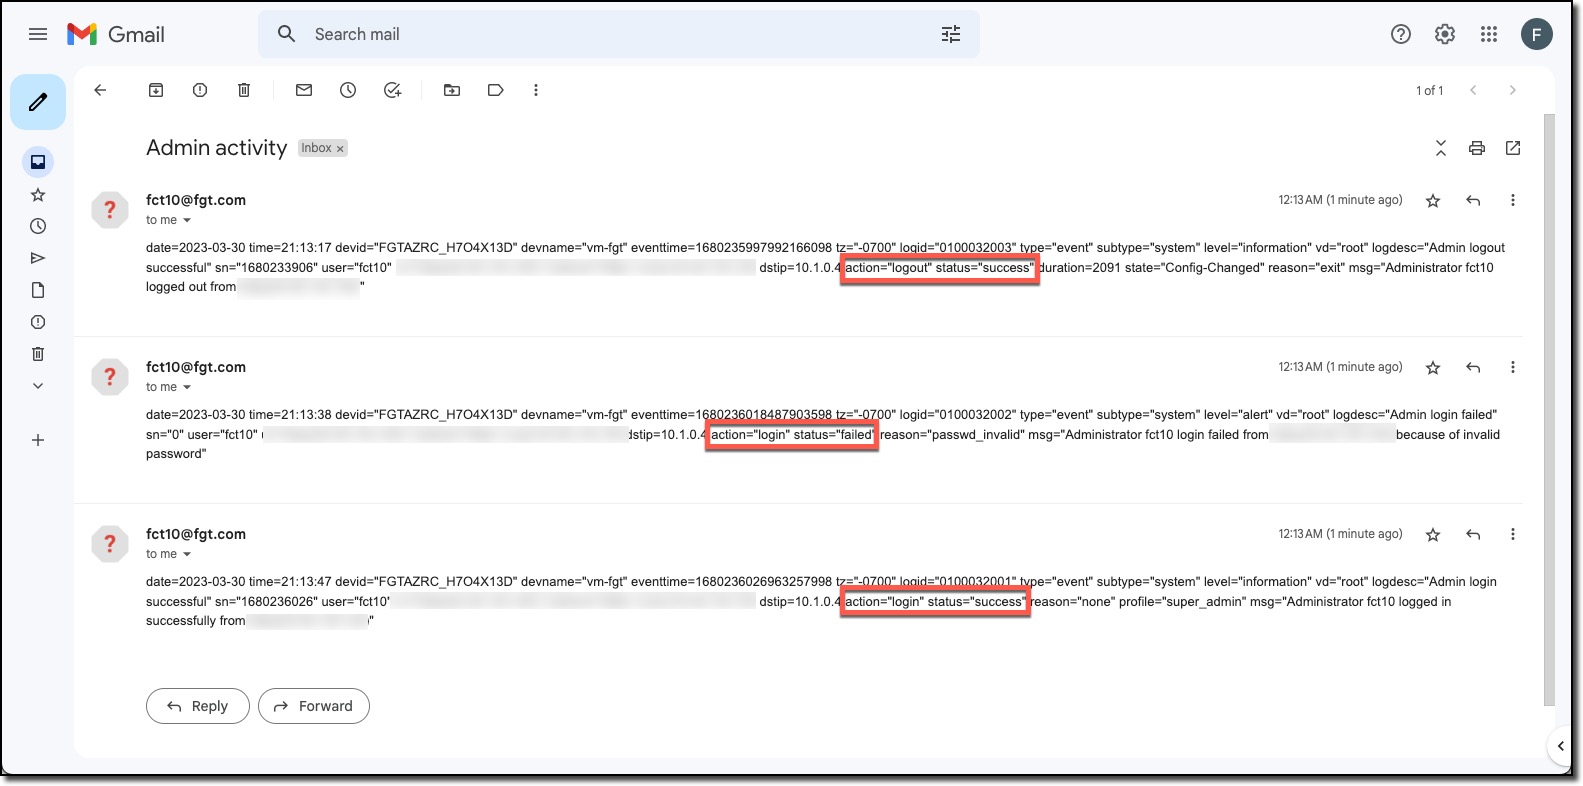 Gmail
Search mail
F
1 of 1
Admin activity
Inbox ×
fct10@fgt.com
12:13 AM (1 minute ago)
to me
date=2023-03-30 time=21:13:17 devid="FGTAZRC_H7O4X13D" devname="vm-fgt" eventtime=1680235997992166098 tz="-0700" logid="0100032003" type="event" subtype="system" level="information" vd="root" logdesc="Admin logout
successful" sn="1680233906" user="fct10" dstip=10.1.0.4 action="logout" status="success" duration=2091 state="Config-Changed" reason="exit" msg="Administrator fct10
logged out from "
fct10@fgt.com
12:13 AM (1 minute ago)
to me
date=2023-03-30 time=21:13:38 devid="FGTAZRC_H7O4X13D" devname="vm-fgt" eventtime=1680236018487903598 tz="-0700" logid="0100032002" type="event" subtype="system" level="alert" vd="root" logdesc="Admin login failed"
sn="0" user="fct10" dstip=10.1.0.4 action="login" status="failed" reason="passwd_invalid" msg="Administrator fct10 login failed from because of invalid
password"
fct10@fgt.com
12:13 AM (1 minute ago)
to me
date=2023-03-30 time=21:13:47 devid="FGTAZRC_H7O4X13D" devname="vm-fgt" eventtime=1680236026963257998 tz="-0700" logid="0100032001" type="event" subtype="system" level="information" vd="root" logdesc="Admin login
successful" sn="1680236026" user="fct10" dstip=10.1.0.4 action="login" status="success" reason="none" profile="super_admin" msg="Administrator fct10 logged in
successfully from "
Reply
Forward